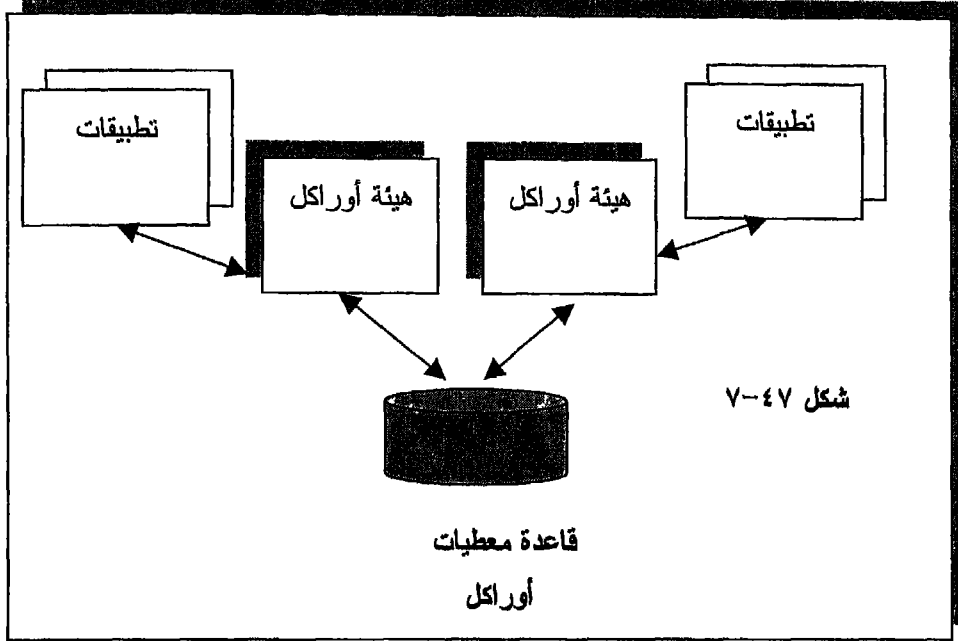 تطبيقات
تطبيقات
هيئة أوراكل
هيئة أوراكل
شكل ٤٧-٧
قاعدة معطيات
أوراكل